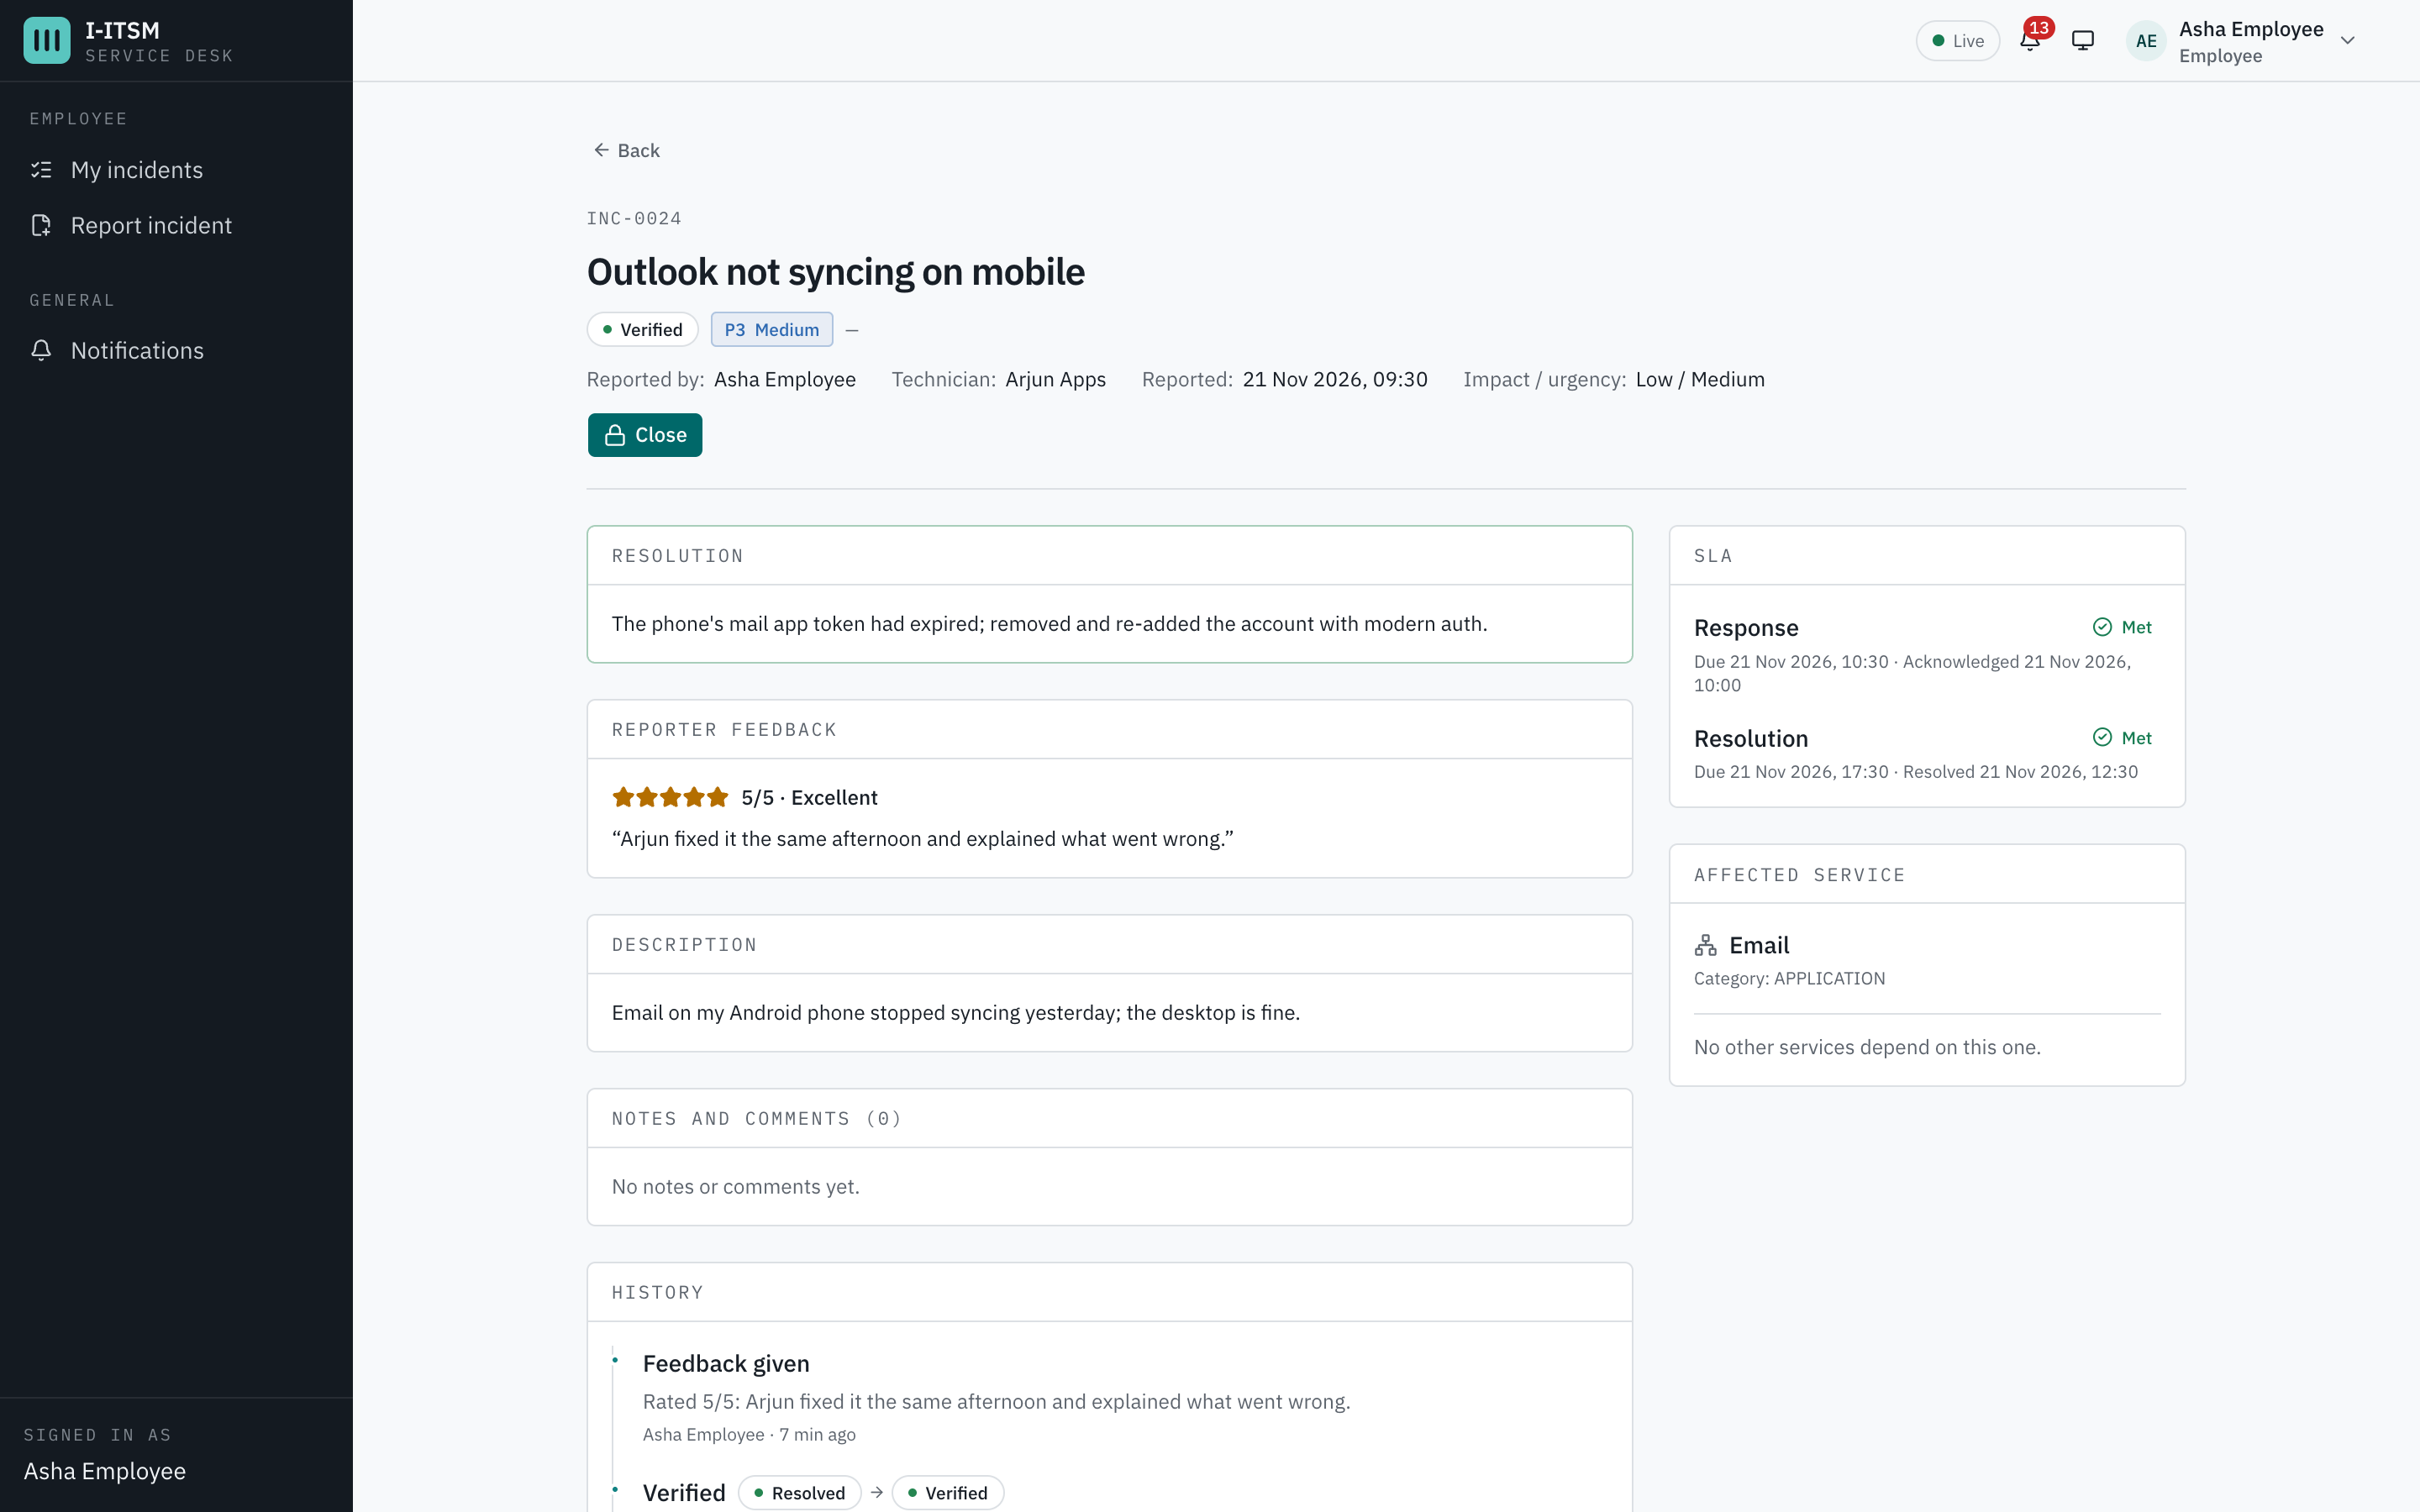 I-ITSM
SERVICE DESK
EMPLOYEE
My incidents
Report incident
GENERAL
Notifications
SIGNED IN AS
Asha Employee
Live
13
AE
Asha Employee
Employee
Back
INC-0024
Outlook not syncing on mobile
Verified
P3 Medium
—
Reported by: Asha Employee
Technician: Arjun Apps
Reported: 21 Nov 2026, 09:30
Impact / urgency: Low / Medium
Close
RESOLUTION
The phone's mail app token had expired; removed and re-added the account with modern auth.
REPORTER FEEDBACK
5/5 · Excellent
“Arjun fixed it the same afternoon and explained what went wrong.”
DESCRIPTION
Email on my Android phone stopped syncing yesterday; the desktop is fine.
NOTES AND COMMENTS (0)
No notes or comments yet.
HISTORY
Feedback given
Rated 5/5: Arjun fixed it the same afternoon and explained what went wrong.
Asha Employee · 7 min ago
Verified Resolved → Verified
SLA
Response
Met
Due 21 Nov 2026, 10:30 · Acknowledged 21 Nov 2026,
10:00
Resolution
Met
Due 21 Nov 2026, 17:30 · Resolved 21 Nov 2026, 12:30
AFFECTED SERVICE
Email
Category: APPLICATION
No other services depend on this one.